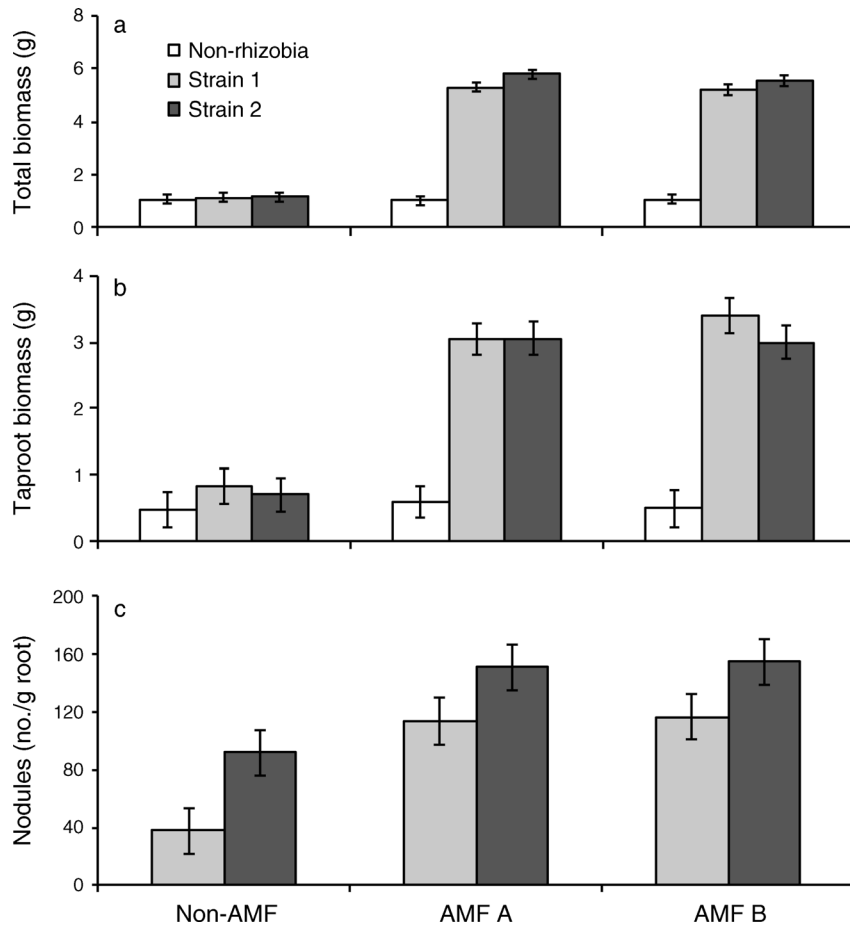 Total biomass (g)
8
6
4
2
0
a
Non-rhizobia
Strain 1
Strain 2
Taproot biomass (g)
4
3
2
1
0
b
Nodules (no./g root)
200
160
120
80
40
0
c
Non-AMF
AMF A
AMF B